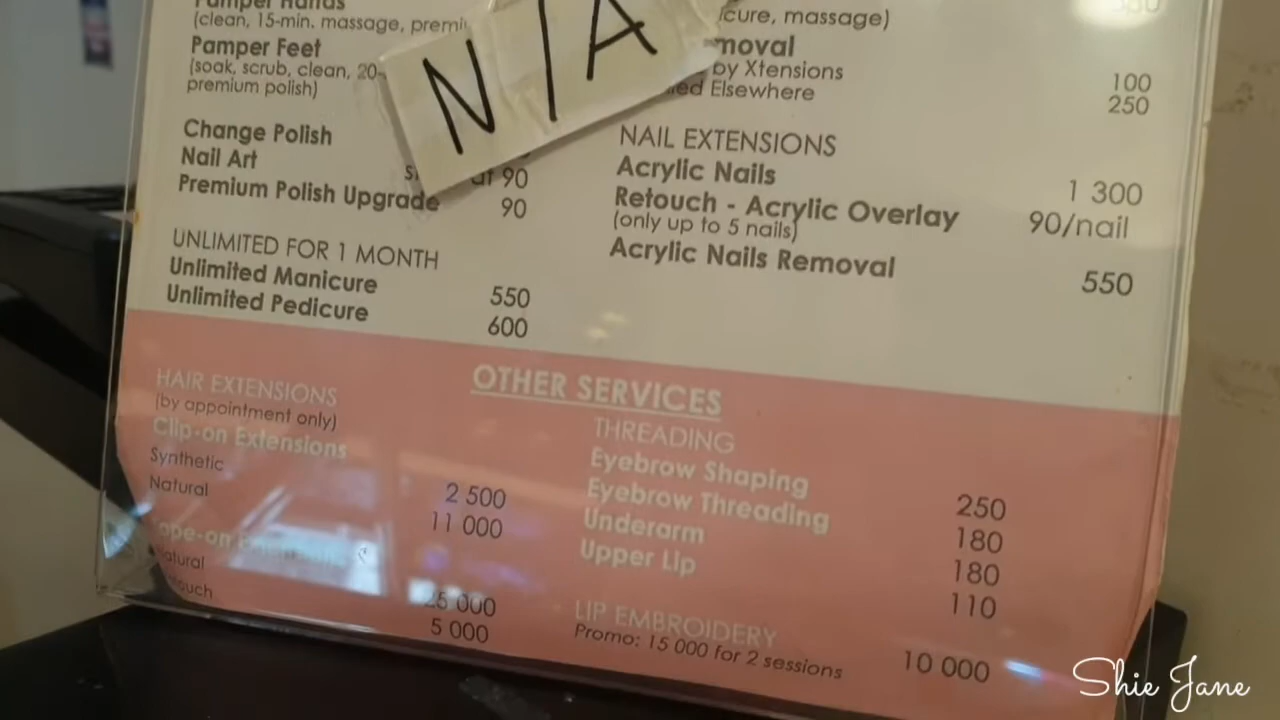 Pamper Hands
(clean, 15-min. massage,
Pamper Feet
(soak, scrub, clean, 20-
premium polish)
Change Polish
Nail Art
at 90
Premium Polish Upgrade 90
UNLIMITED FOR 1 MONTH
Unlimited Manicure 550
Unlimited Pedicure 600
N/A
massage)
by Xtensions 100
Elsewhere 250
NAIL EXTENSIONS
Acrylic Nails 1 300
Retouch - Acrylic Overlay 90/nail
(only up to 5 nails)
Acrylic Nails Removal 550
OTHER SERVICES
HAIR EXTENSIONS
(by appointment only)
Clip-on Extensions
Synthetic 2 500
Natural 11 000
Natural 25 000
5 000
THREADING
Eyebrow Shaping 250
Eyebrow Threading 180
Underarm 180
Upper Lip 110
LIP EMBROIDERY 10 000
Promo: 15 000 for 2 sessions
Shie Jane